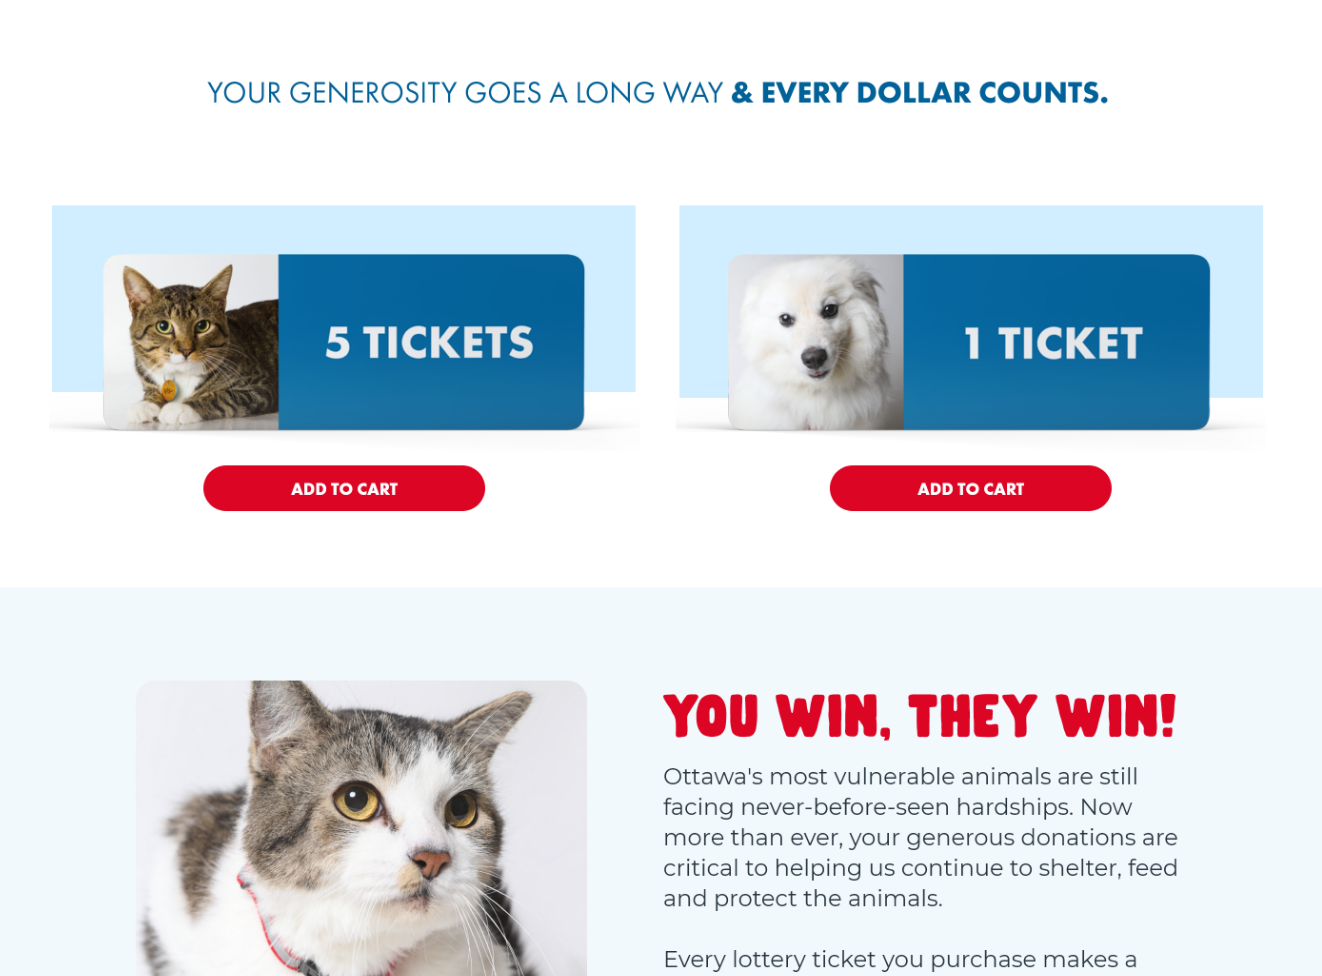 YOUR GENEROSITY GOES A LONG WAY & EVERY DOLLAR COUNTS.
5 TICKETS
1 TICKET
ADD TO CART
ADD TO CART
YOU WIN, THEY WIN!
Ottawa's most vulnerable animals are still
facing never-before-seen hardships. Now
more than ever, your generous donations are
critical to helping us continue to shelter, feed
and protect the animals.
Every lottery ticket you purchase makes a